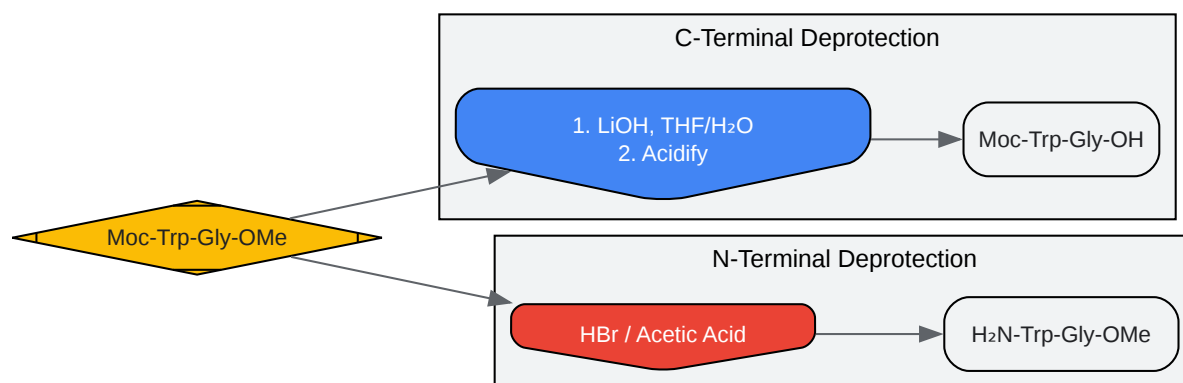 C-Terminal Deprotection
1. LiOH, THF/H₂O
2. Acidify
Moc-Trp-Gly-OH
Moc-Trp-Gly-OMe
N-Terminal Deprotection
HBr / Acetic Acid
H₂N-Trp-Gly-OMe